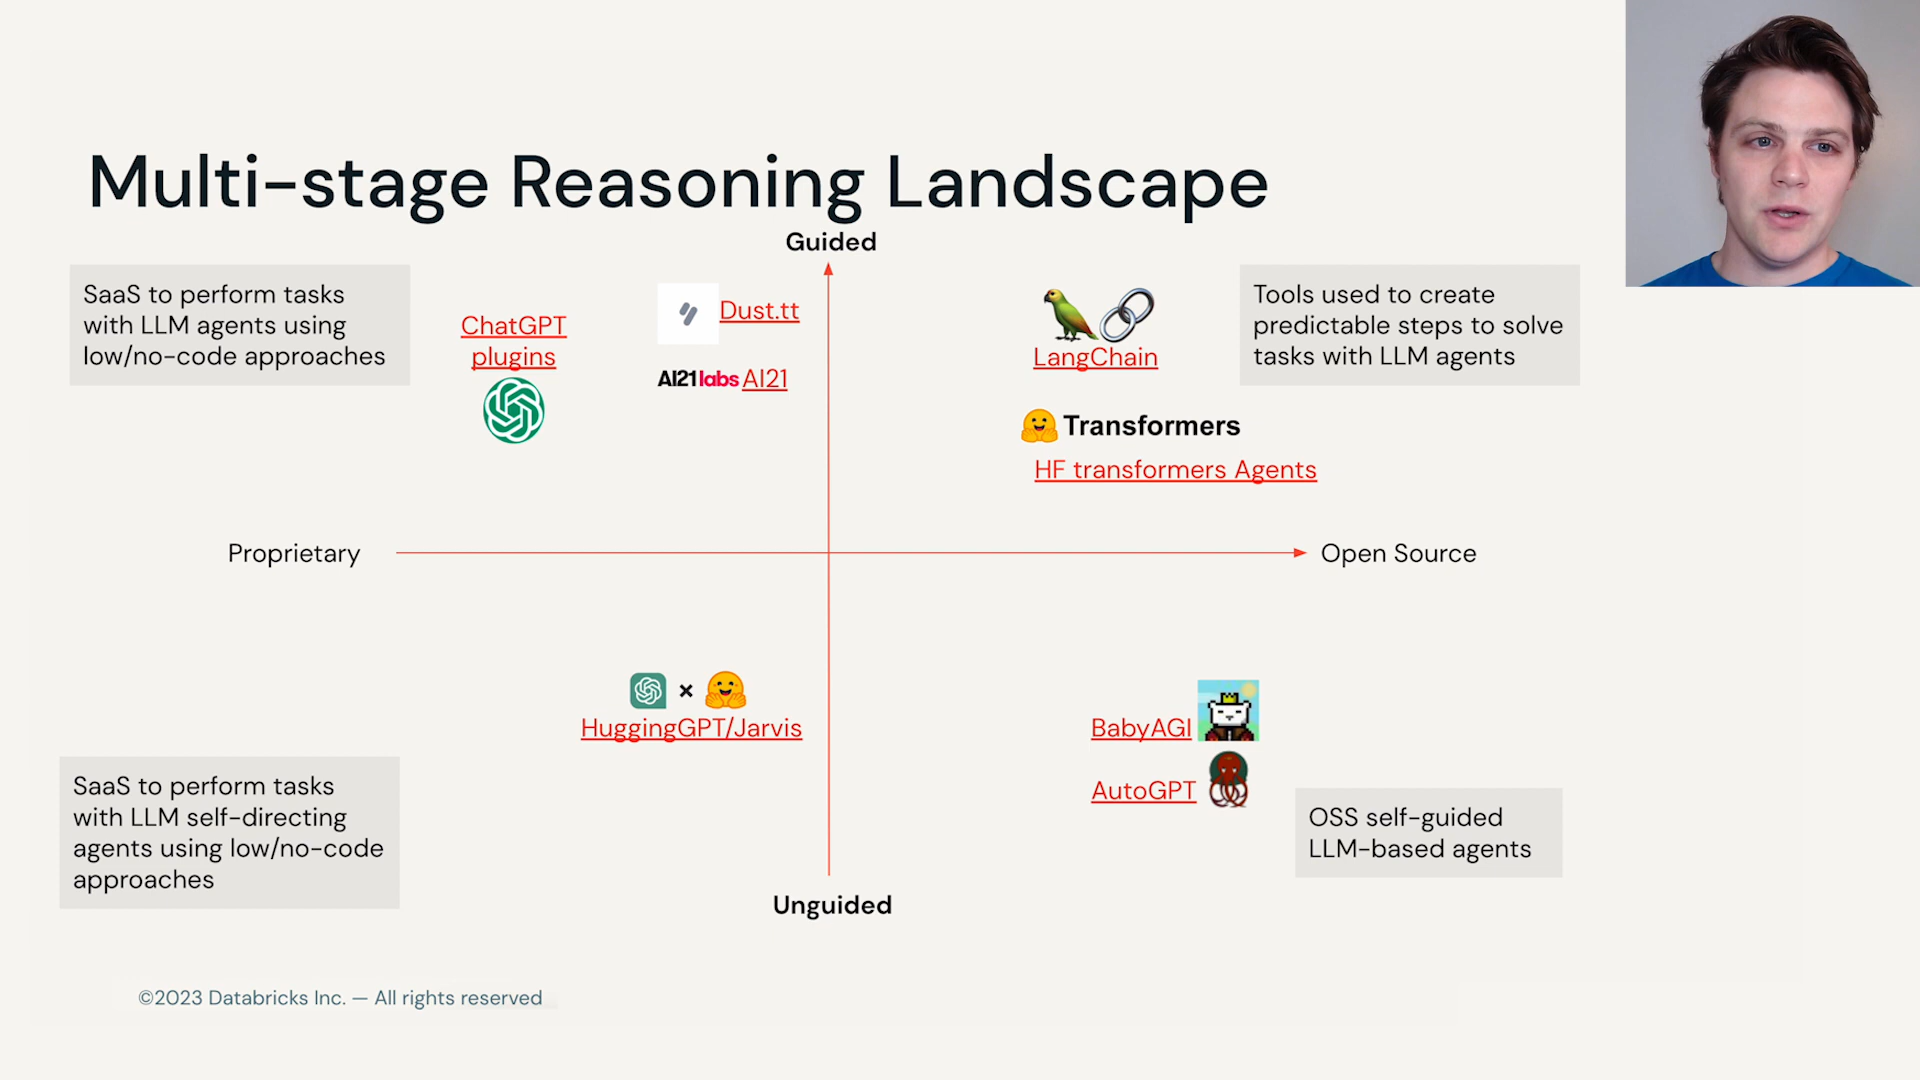 Multi-stage Reasoning Landscape
Guided
SaaS to perform tasks
with LLM agents using
low/no-code approaches
ChatGPT
plugins
Dust.tt
AI21labs AI21
LangChain
Tools used to create
predictable steps to solve
tasks with LLM agents
Transformers
HF transformers Agents
Proprietary
Open Source
×
HuggingGPT/Jarvis
BabyAGI
AutoGPT
SaaS to perform tasks
with LLM self-directing
agents using low/no-code
approaches
OSS self-guided
LLM-based agents
Unguided
©2023 Databricks Inc. — All rights reserved